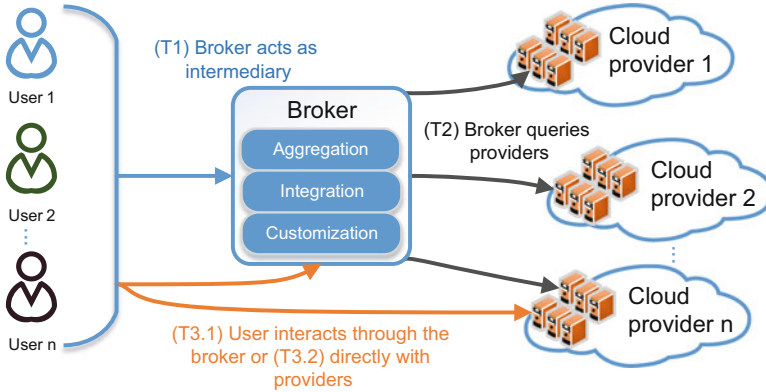 (T1) Broker acts as
intermediary
User 1
Cloud
provider 1
Broker
Aggregation
Integration
Customization
(T2) Broker queries
providers
User 2
Cloud
provider 2
User n
Cloud
provider n
(T3.1) User interacts through the
broker or (T3.2) directly with
providers